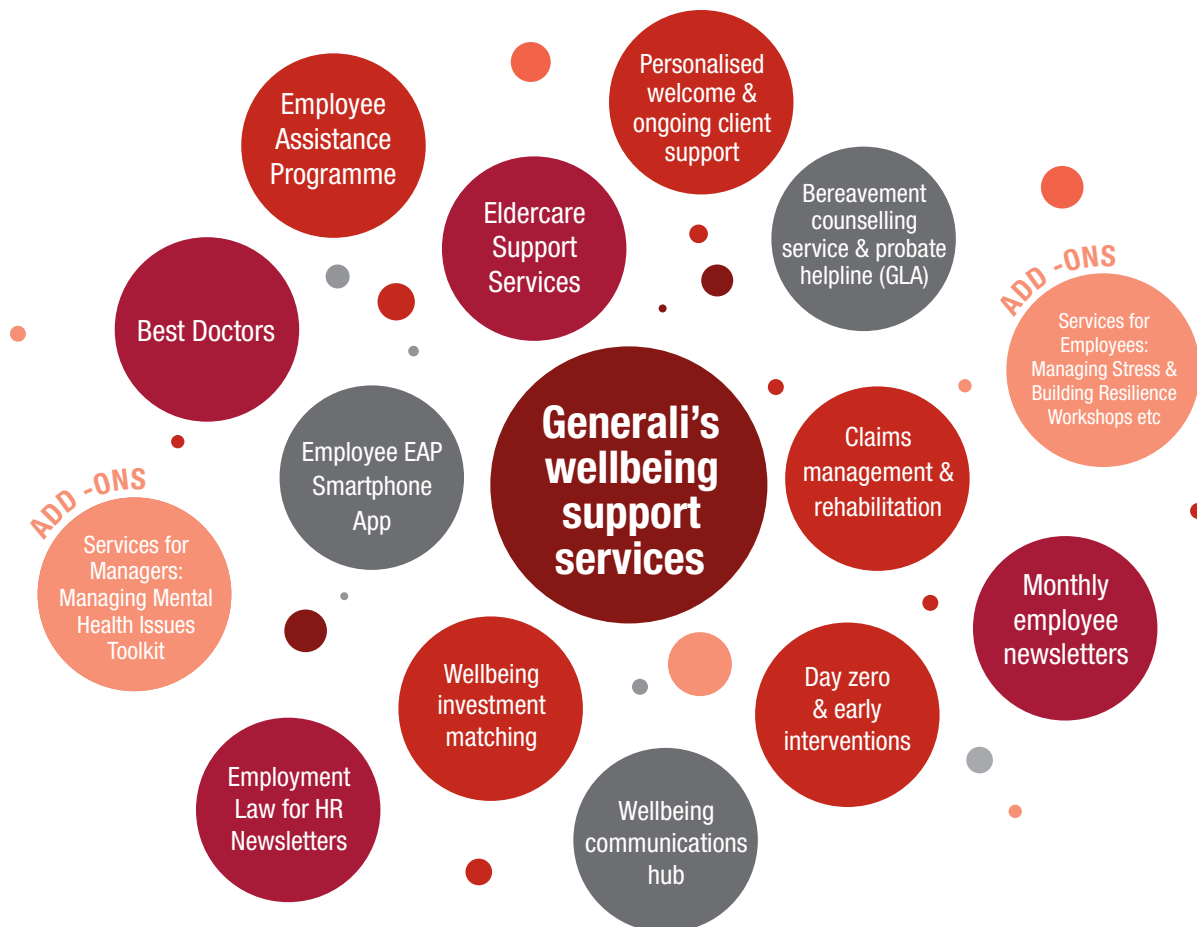 Personalised
welcome &
ongoing client
support
Employee
Assistance
Programme
Eldercare
Support
Services
Bereavement
counselling
service & probate
helpline (GLA)
ADD -ONS
Services for
Employees:
Managing Stress &
Building Resilience
Workshops etc
Best Doctors
Generali’s
wellbeing
support
services
Employee EAP
Smartphone
App
Claims
management &
rehabilitation
ADD -ONS
Services for
Managers:
Managing Mental
Health Issues
Toolkit
Monthly
employee
newsletters
Wellbeing
investment
matching
Day zero
& early
interventions
Employment
Law for HR
Newsletters
Wellbeing
communications
hub